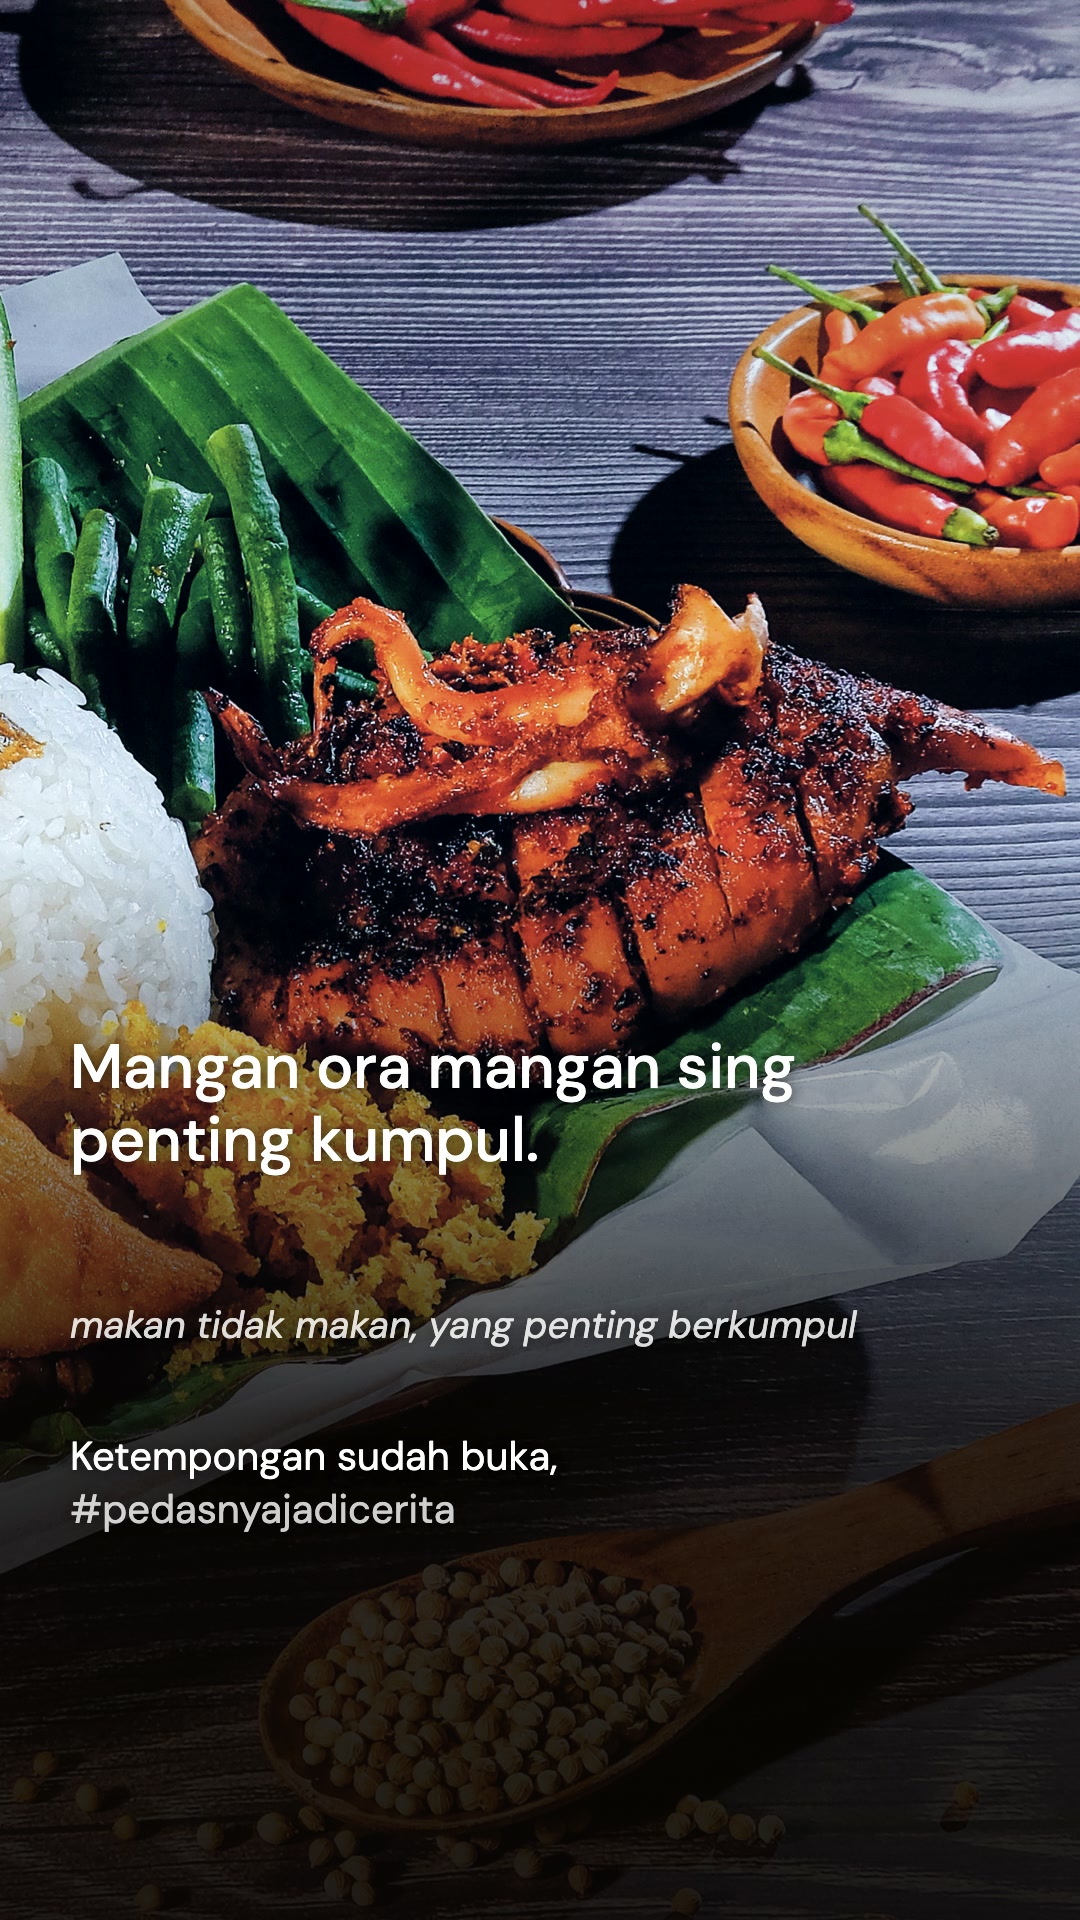 Mangan ora mangan sing
penting kumpul.
makan tidak makan, yang penting berkumpul
Ketempongan sudah buka,
#pedasnyajadicerita